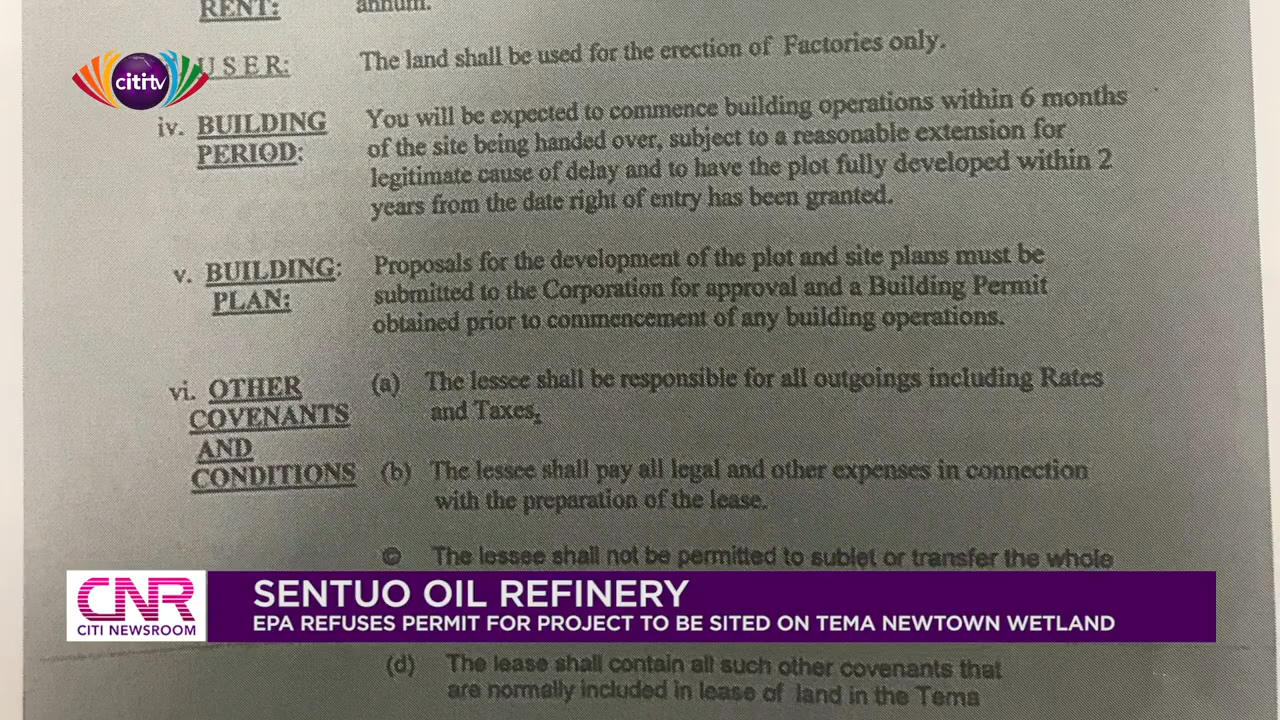 RENT: annum.
citi tv
USER: The land shall be used for the erection of Factories only.
iv. BUILDING PERIOD: You will be expected to commence building operations within 6 months
of the site being handed over, subject to a reasonable extension for
legitimate cause of delay and to have the plot fully developed within 2
years from the date right of entry has been granted.
v. BUILDING: PLAN: Proposals for the development of the plot and site plans must be
submitted to the Corporation for approval and a Building Permit
obtained prior to commencement of any building operations.
vi. OTHER COVENANTS AND CONDITIONS
(a) The lessee shall be responsible for all outgoings including Rates
and Taxes,
(b) The lessee shall pay all legal and other expenses in connection
with the preparation of the lease.
© The lessee shall not be permitted to sublet or transfer the whole
CNR
CITI NEWSROOM
SENTUO OIL REFINERY
EPA REFUSES PERMIT FOR PROJECT TO BE SITED ON TEMA NEWTOWN WETLAND
(d) The lease shall contain all such other covenants that
are normally included in lease of land in the Tema